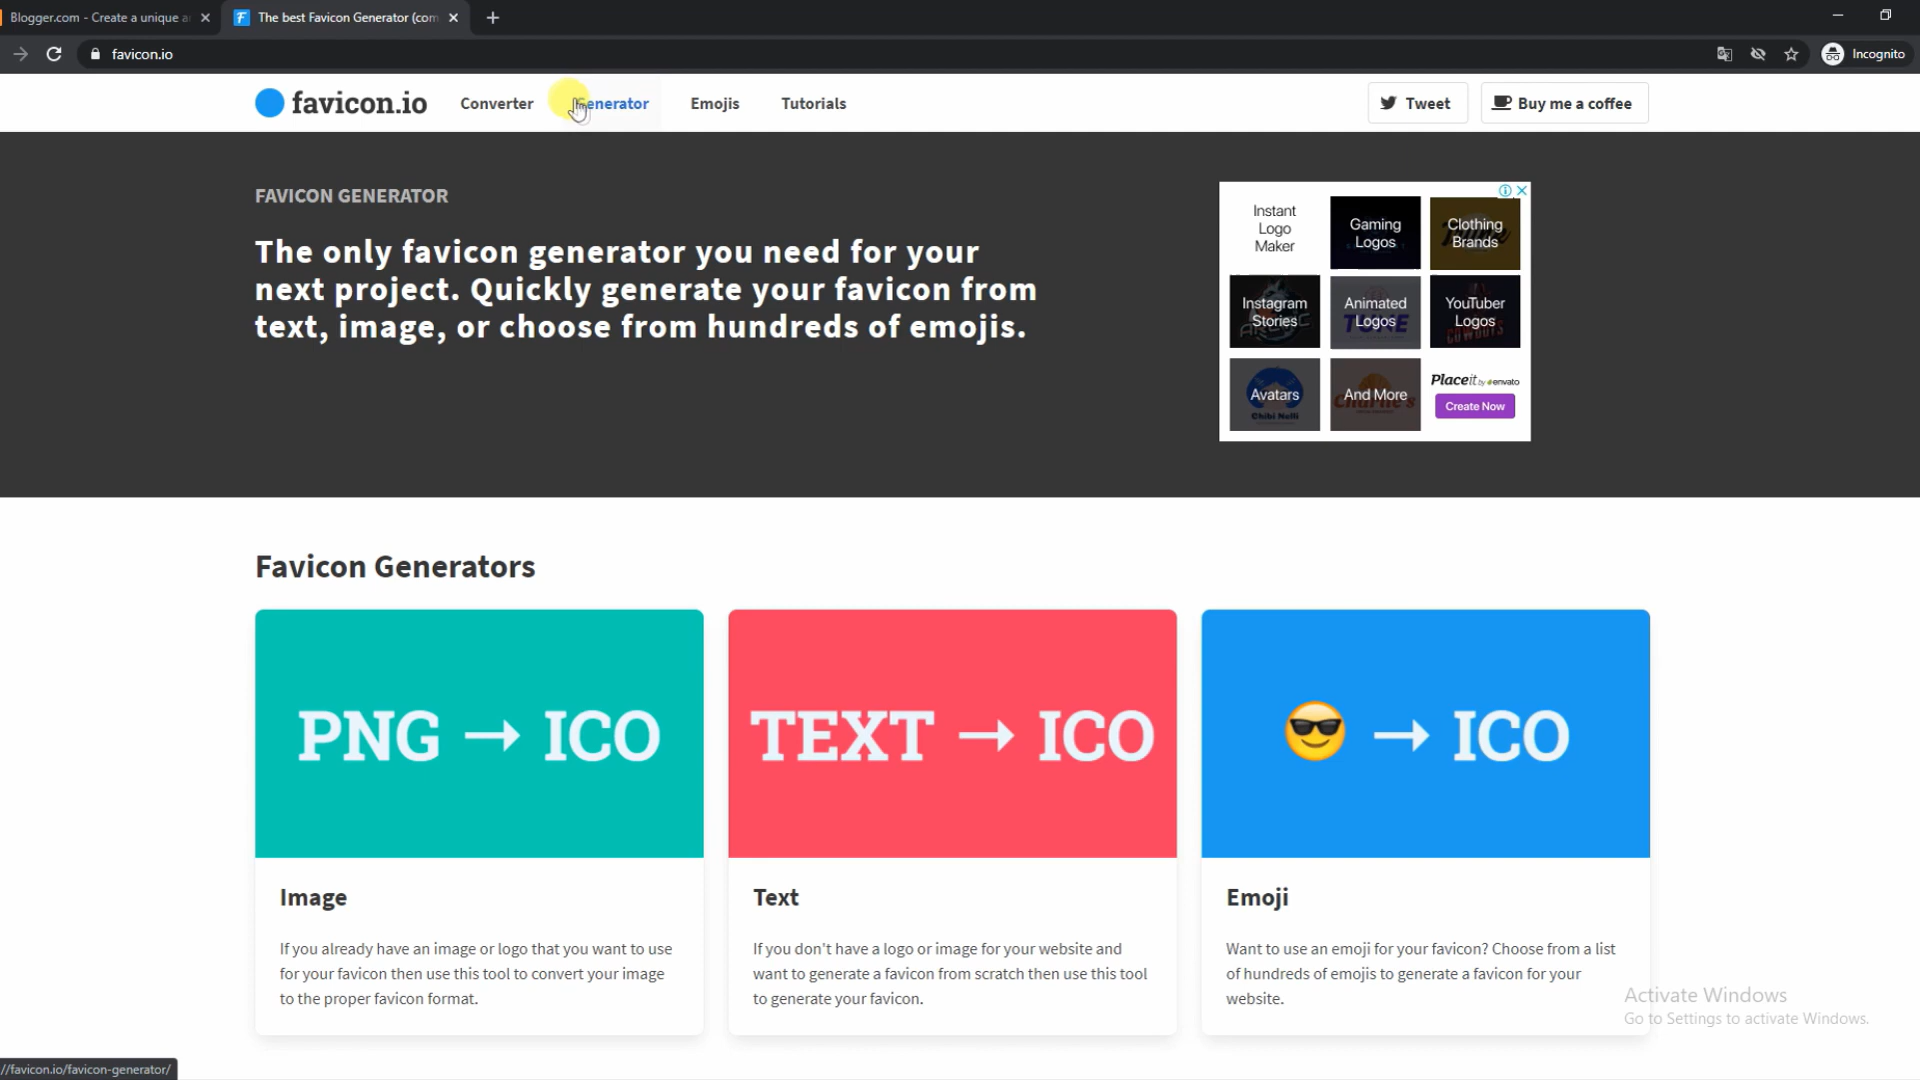 Blogger.com - Create a unique a
The best Favicon Generator (com
favicon.io
Incognito
favicon.io
Converter
Generator
Emojis
Tutorials
Tweet
Buy me a coffee
FAVICON GENERATOR
The only favicon generator you need for your
next project. Quickly generate your favicon from
text, image, or choose from hundreds of emojis.
Instant
Logo
Maker
Gaming
Logos
Clothing
Brands
Instagram
Stories
Animated
Logos
YouTuber
Logos
Avatars
Chibi Nelli
And More
Placeit by envato
Create Now
Favicon Generators
PNG → ICO
TEXT → ICO
😎 → ICO
Image
If you already have an image or logo that you want to use
for your favicon then use this tool to convert your image
to the proper favicon format.
Text
If you don't have a logo or image for your website and
want to generate a favicon from scratch then use this tool
to generate your favicon.
Emoji
Want to use an emoji for your favicon? Choose from a list
of hundreds of emojis to generate a favicon for your
website.
Activate Windows
Go to Settings to activate Windows.
//favicon.io/favicon-generator/